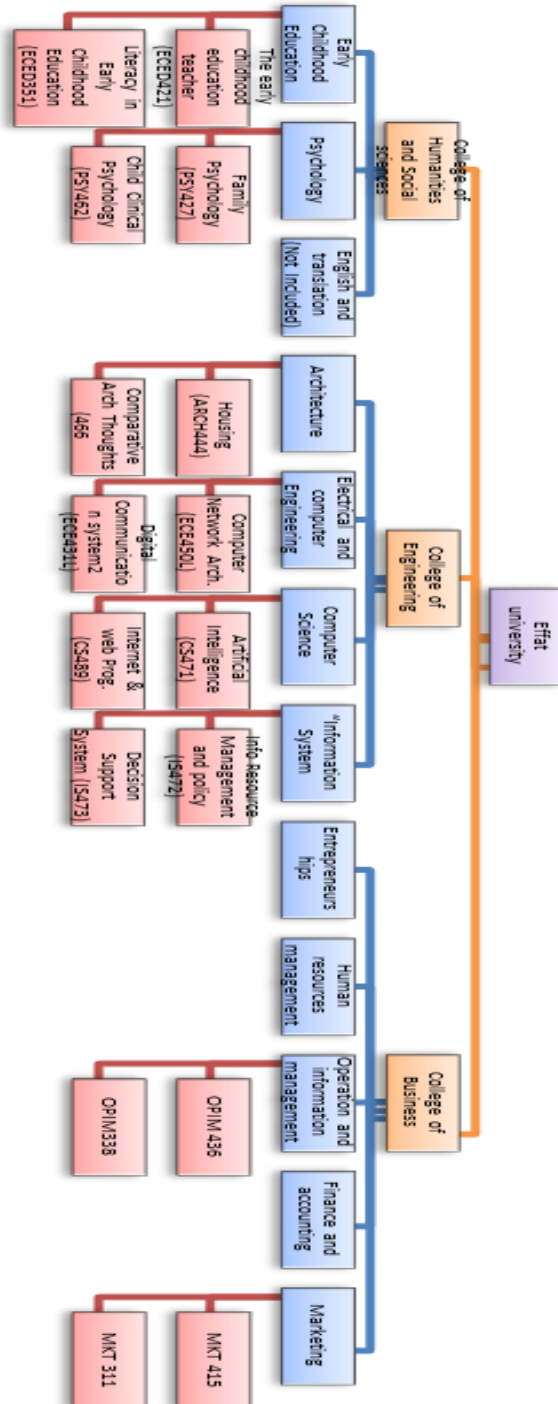 Effat
university
College of
Humanities
and Social
sciences
College of
Engineering
College of
Business
Early
Childhood
Education
Psychology
English and
translation
(Not Included)
Architecture
Electrical and
computer
Engineering
Computer
Science
"Information
System
Entrepreneurs
hips
Human
resources
management
Operation and
information
management
Finance and
accounting
Marketing
The early
childhood
education
teacher
(ECED421)
Literacy in
Early
Childhood
Education
(ECED351)
Family
Psychology
(PSY427)
Child Clinical
Psychology
(PSY462)
Housing
(ARCH444)
Comparative
Arch Thoughts
(466
Computer
Network Arch.
(ECE450L)
Digital
Communicatio
n system2
(ECE431L)
Artificial
Intelligence
(CS471)
Internet &
web Prog.
(CS489)
Info Resource
Management
and policy
(IS472)
Decision
Support
System (IS473)
OPIM 436
OPIM338
MKT 415
MKT 311